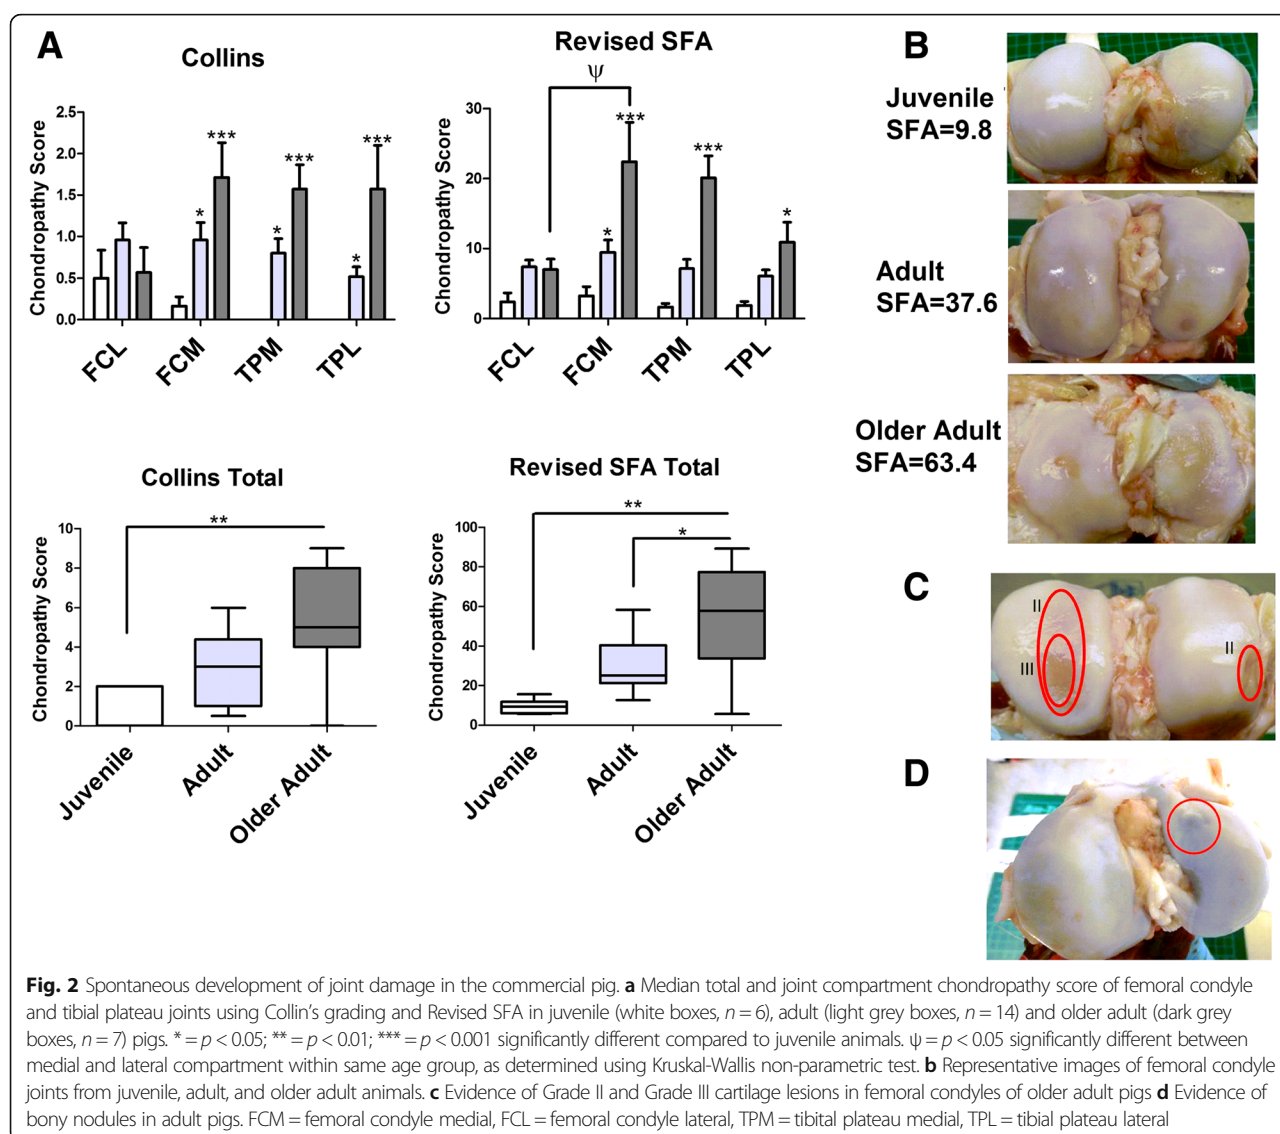 A
Collins
Chondropathy Score
2.5
2.0
1.5
1.0
0.5
0.0
*
***
*
***
*
***
FCL
FCM
TPM
TPL
Revised SFA
ψ
Chondropathy Score
30
20
10
0
*
***
***
*
FCL
FCM
TPM
TPL
Collins Total
Chondropathy Score
10
8
6
4
2
0
**
Juvenile
Adult
Older Adult
Revised SFA Total
Chondropathy Score
100
80
60
40
20
0
**
*
Juvenile
Adult
Older Adult
B
Juvenile
SFA=9.8
Adult
SFA=37.6
Older Adult
SFA=63.4
C
II
III
II
D
Fig. 2 Spontaneous development of joint damage in the commercial pig. a Median total and joint compartment chondropathy score of femoral condyle
and tibial plateau joints using Collin's grading and Revised SFA in juvenile (white boxes, n = 6), adult (light grey boxes, n = 14) and older adult (dark grey
boxes, n = 7) pigs. * = p < 0.05; ** = p < 0.01; *** = p < 0.001 significantly different compared to juvenile animals. ψ = p < 0.05 significantly different between
medial and lateral compartment within same age group, as determined using Kruskal-Wallis non-parametric test. b Representative images of femoral condyle
joints from juvenile, adult, and older adult animals. c Evidence of Grade II and Grade III cartilage lesions in femoral condyles of older adult pigs d Evidence of
bony nodules in adult pigs. FCM = femoral condyle medial, FCL = femoral condyle lateral, TPM = tibital plateau medial, TPL = tibial plateau lateral